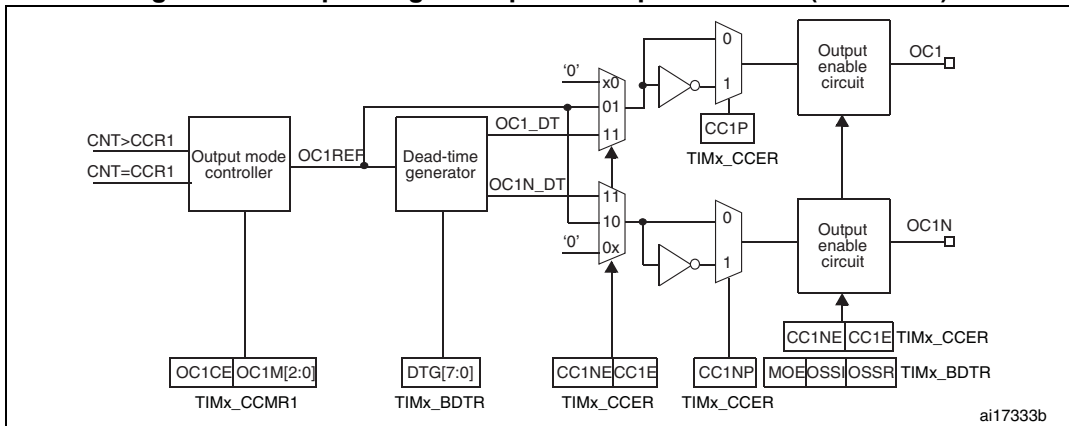 '0'
x0
01
11
0
1
CC1P
TIMx_CCER
Output
enable
circuit
OC1
CNT>CCR1
CNT=CCR1
Output mode
controller
OC1REF
Dead-time
generator
OC1_DT
OC1N_DT
11
10
0x
'0'
0
1
Output
enable
circuit
OC1N
CC1NE CC1E TIMx_CCER
OC1CE OC1M[2:0]
TIMx_CCMR1
DTG[7:0]
TIMx_BDTR
CC1NE CC1E
TIMx_CCER
CC1NP
TIMx_CCER
MOE OSSI OSSR TIMx_BDTR
ai17333b